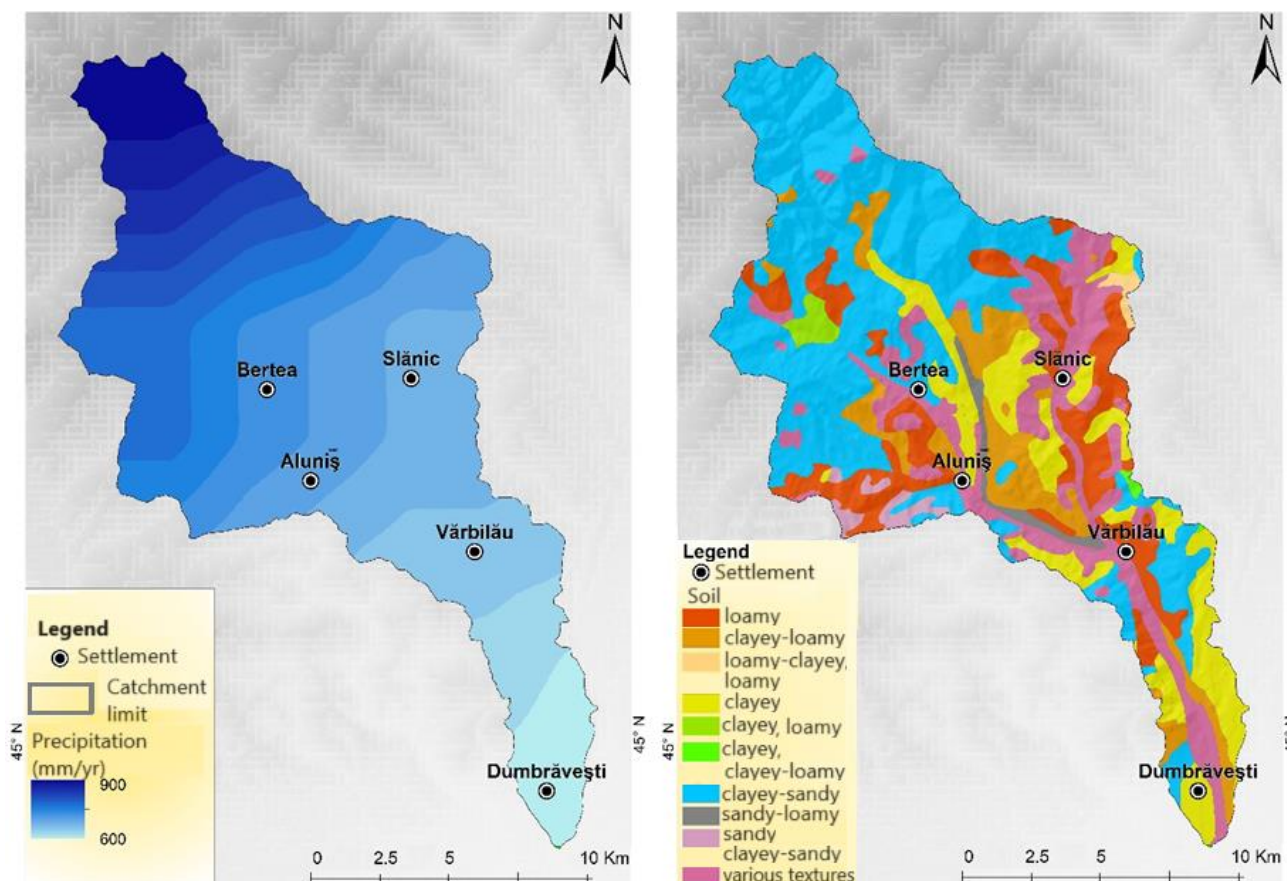 N
Bertea
Slănic
Aluniş
Vărbilău
Dumbrăveşti
Legend
Settlement
Catchment
limit
Precipitation
(mm/yr)
900
600
45° N
0 2.5 5 10 Km
N
Bertea
Slănic
Aluniş
Vărbilău
Dumbrăveşti
Legend
Settlement
Soil
loamy
clayey-loamy
loamy-clayey,
loamy
clayey
clayey, loamy
clayey,
clayey-loamy
clayey-sandy
sandy-loamy
sandy
clayey-sandy
various textures
45° N
45° N
0 2.5 5 10 Km